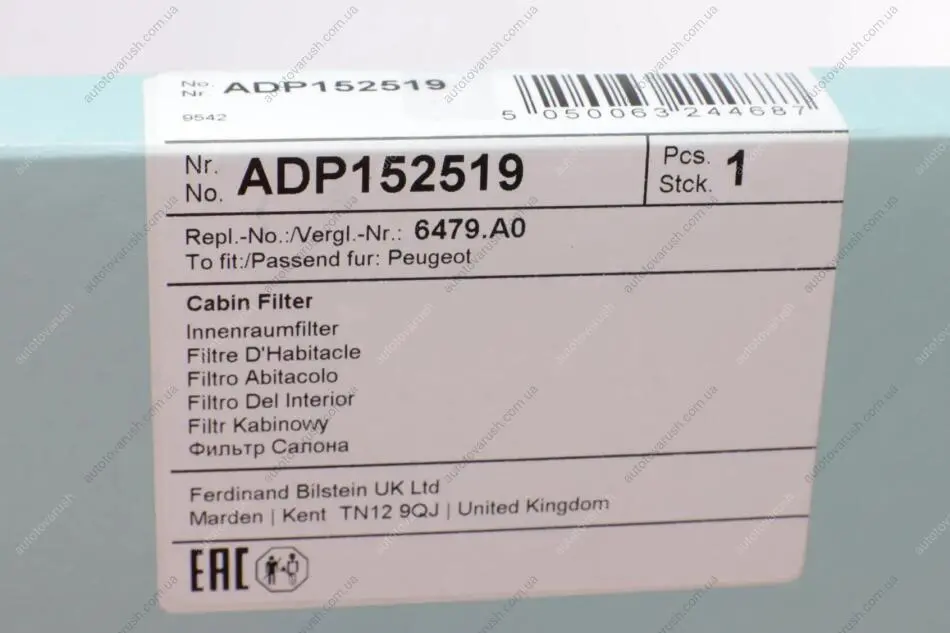 No. ADP152519
Nr.
9542
5 050063 244687
Nr. ADP152519
No.
Pcs. 1
Stck.
Repl.-No.:/Vergl.-Nr.: 6479.A0
To fit:/Passend fur: Peugeot
Cabin Filter
Innenraumfilter
Filtre D'Habitacle
Filtro Abitacolo
Filtro Del Interior
Filtr Kabinowy
Фильтр Салона
Ferdinand Bilstein UK Ltd
Marden | Kent TN12 9QJ | United Kingdom
EAC
autotovarush.com.ua